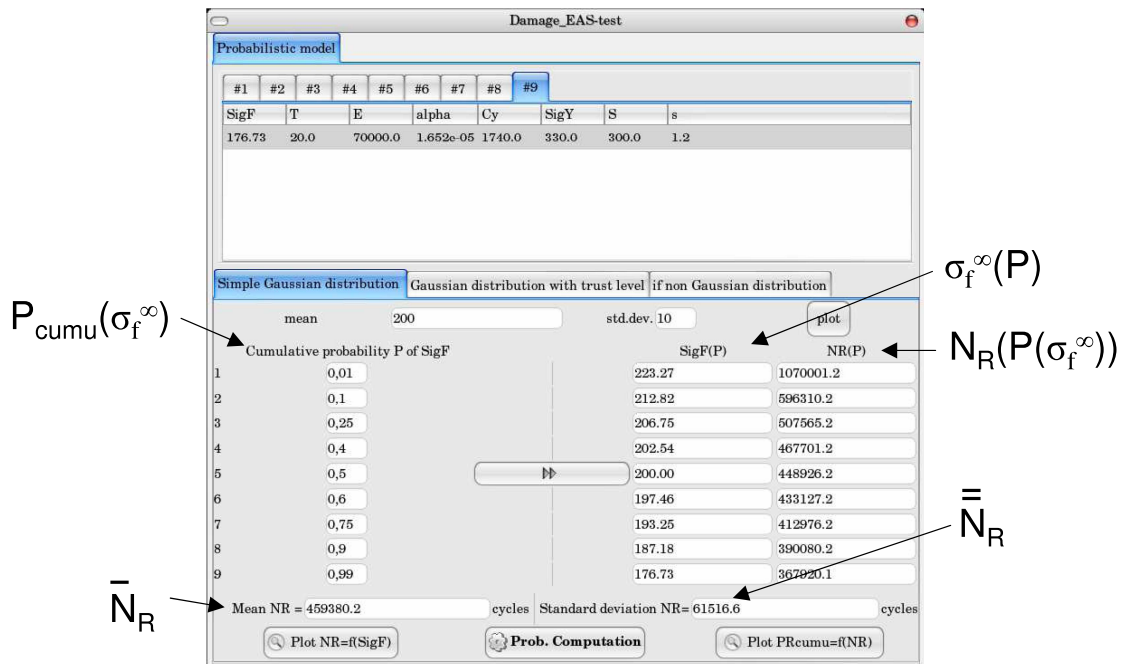 Damage_EAS-test
Probabilistic model
#1 #2 #3 #4 #5 #6 #7 #8 #9
SigF T E alpha Cy SigY S s
176.73 20.0 70000.0 1.652e-05 1740.0 330.0 300.0 1.2
σf∞(P)
Simple Gaussian distribution Gaussian distribution with trust level if non Gaussian distribution
Pcumu(σf∞)
mean 200 std.dev. 10 plot
Cumulative probability P of SigF SigF(P) NR(P)
NR(P(σf∞))
1 0,01 223.27 1070001.2
2 0,1 212.82 596310.2
3 0,25 206.75 507565.2
4 0,4 202.54 467701.2
5 0,5 200.00 448926.2
6 0,6 197.46 433127.2
7 0,75 193.25 412976.2
8 0,9 187.18 390080.2
9 0,99 176.73 367920.1
N̿R
N̄R
Mean NR = 459380.2 cycles Standard deviation NR= 61516.6 cycles
Plot NR=f(SigF) Prob. Computation Plot PRcumu=f(NR)